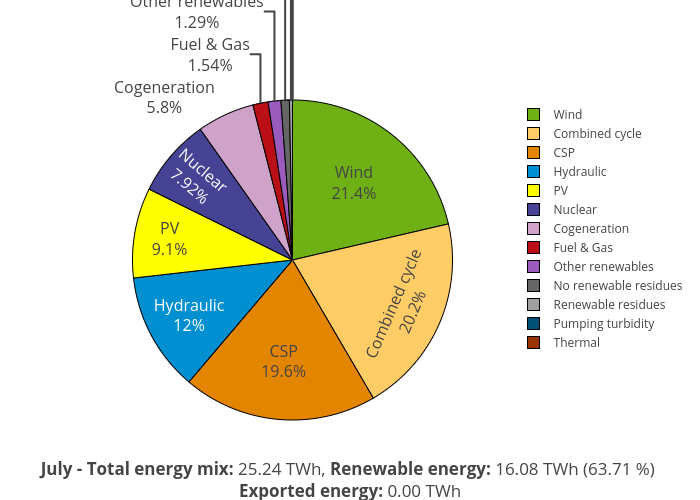 Other renewables
1.29%
Fuel & Gas
1.54%
Cogeneration
5.8%
Nuclear
7.92%
PV
9.1%
Hydraulic
12%
CSP
19.6%
Combined cycle
20.2%
Wind
21.4%
Wind
Combined cycle
CSP
Hydraulic
PV
Nuclear
Cogeneration
Fuel & Gas
Other renewables
No renewable residues
Renewable residues
Pumping turbidity
Thermal
July - Total energy mix: 25.24 TWh, Renewable energy: 16.08 TWh (63.71 %)
Exported energy: 0.00 TWh